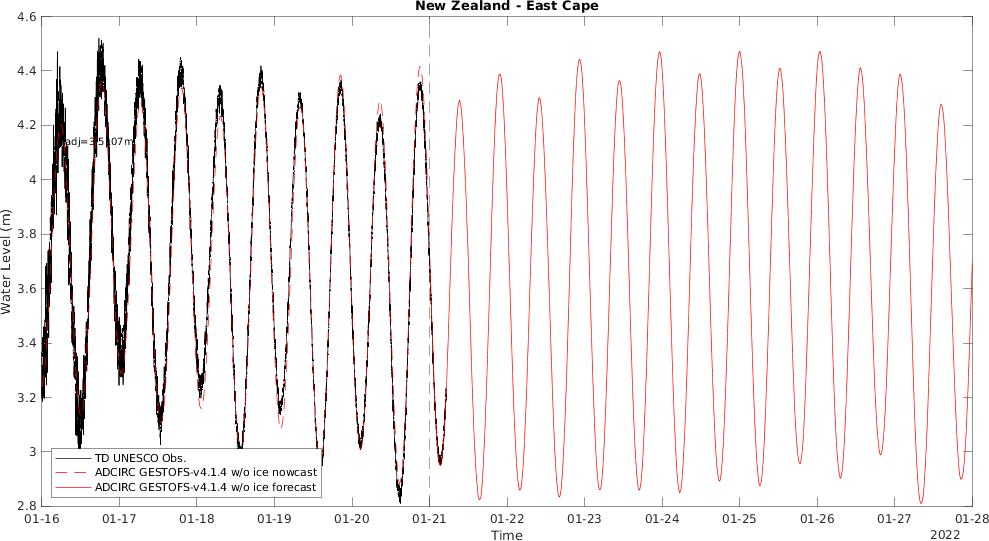 New Zealand - East Cape
4.6
4.4
4.2
4
3.8
3.6
3.4
3.2
3
2.8
Water Level (m)
TD UNESCO Obs.
ADCIRC GESTOFS-v4.1.4 w/o ice nowcast
ADCIRC GESTOFS-v4.1.4 w/o ice forecast
01-16 01-17 01-18 01-19 01-20 01-21 01-22 01-23 01-24 01-25 01-26 01-27 01-28
Time
2022